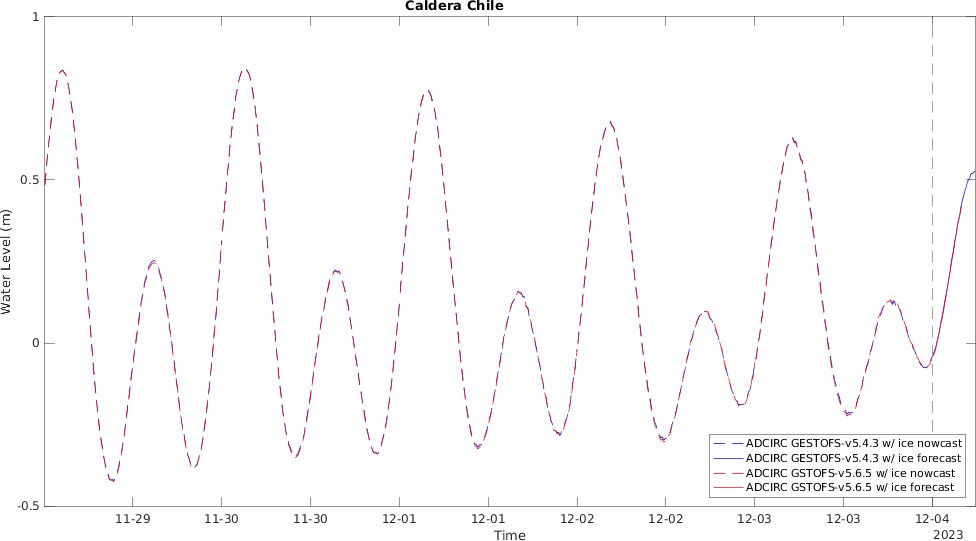 Caldera Chile
1
0.5
0
-0.5
Water Level (m)
11-29
11-30
11-30
12-01
12-01
12-02
12-02
12-03
12-03
12-04
Time
2023
ADCIRC GESTOFS-v5.4.3 w/ ice nowcast
ADCIRC GESTOFS-v5.4.3 w/ ice forecast
ADCIRC GSTOFS-v5.6.5 w/ ice nowcast
ADCIRC GSTOFS-v5.6.5 w/ ice forecast